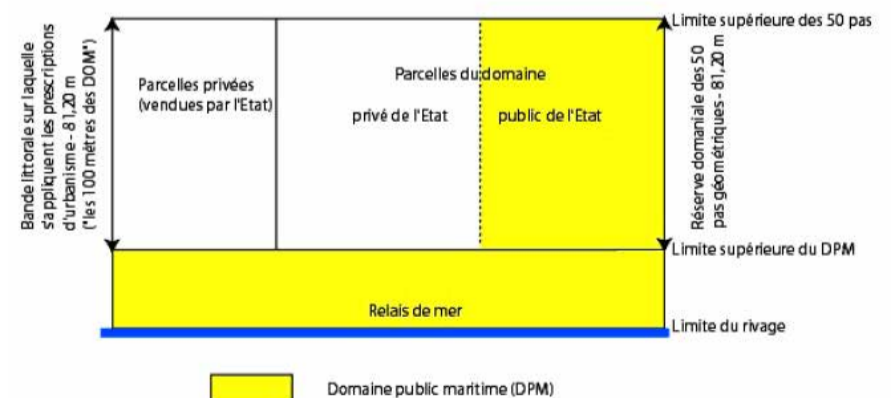 Limite supérieure des 50 pas
Bande littorale sur laquelle
s'appliquent les prescriptions
d'urbanisme - 81,20 m
(*les 100 mètres des DOM*)
Parcelles privées
(vendues par l'Etat)
Parcelles du domaine
privé de l'Etat
public de l'Etat
Réserve domaniale des 50
pas géométriques - 81,20 m
Limite supérieure du DPM
Relais de mer
Limite du rivage
Domaine public maritime (DPM)